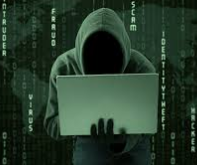 INTRUDER
FRAUD
SCAM
VIRUS
IDENTITYTHEFT
HACKER